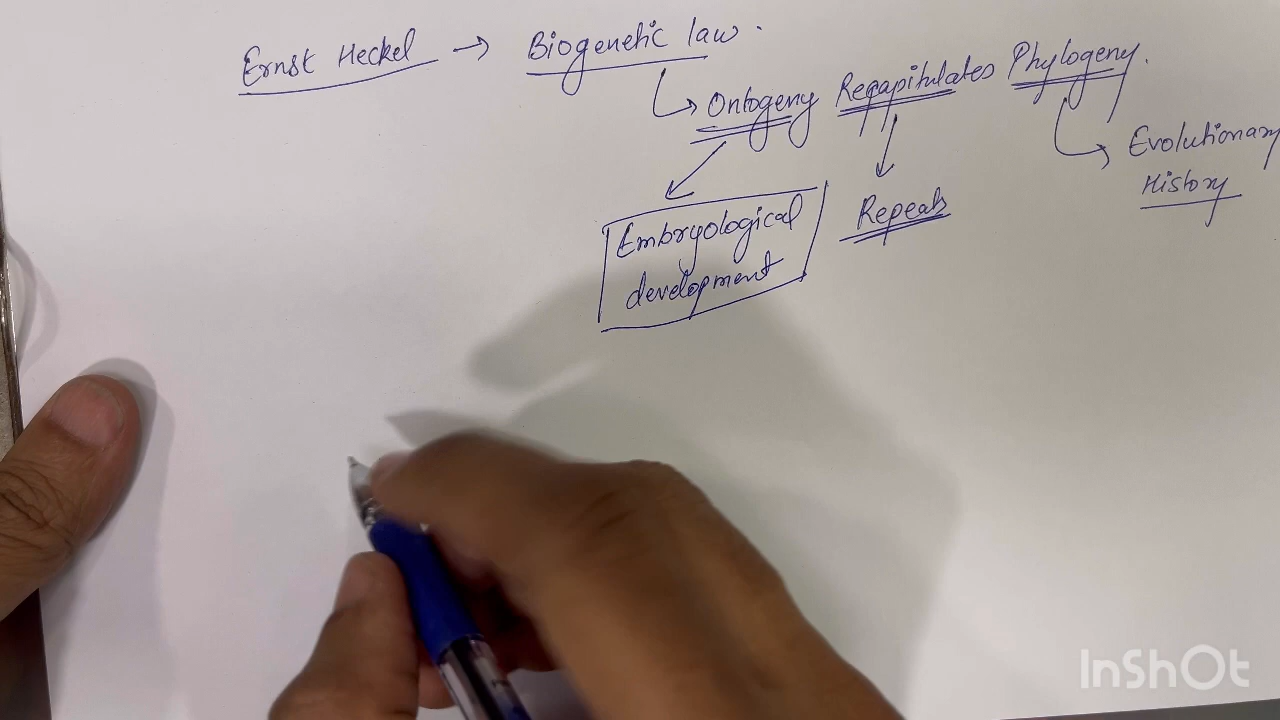 Ernst Heckel → Biogenetic law.
Ontogeny Recapitulates Phylogeny.
Evolutionary
History
Embryological
development
Repeats
InShOt